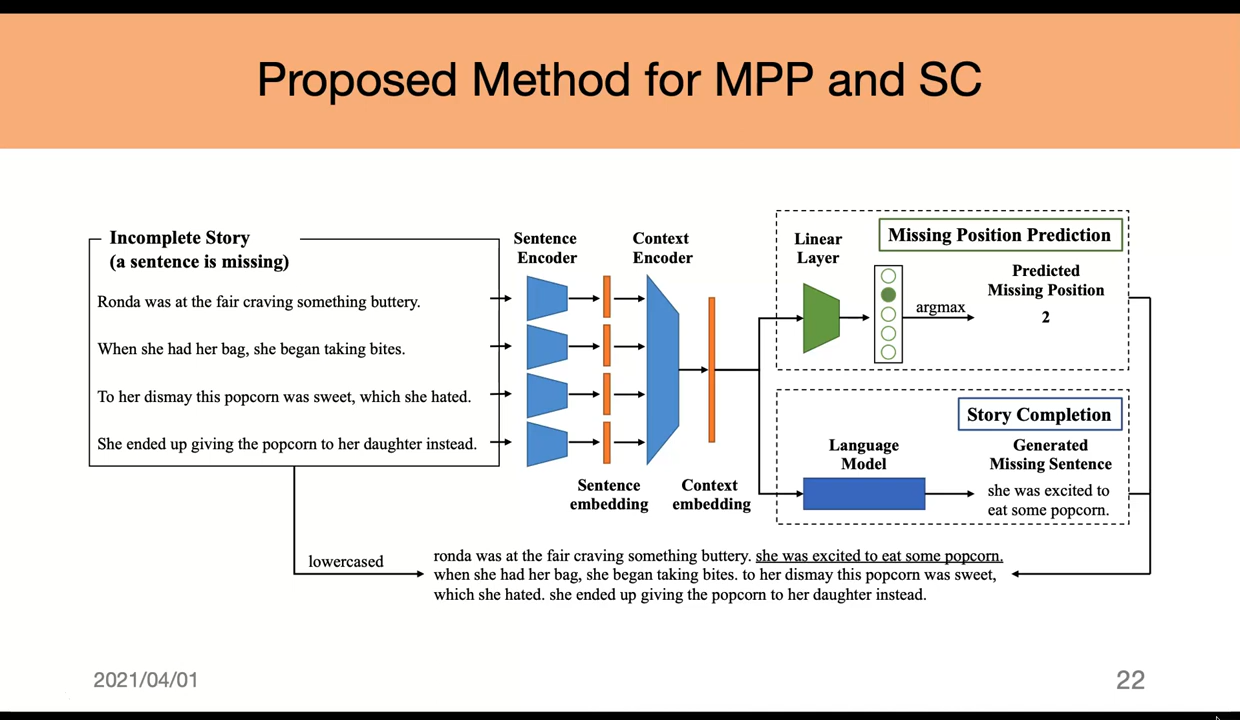 Proposed Method for MPP and SC
Incomplete Story
(a sentence is missing)
Ronda was at the fair craving something buttery.
When she had her bag, she began taking bites.
To her dismay this popcorn was sweet, which she hated.
She ended up giving the popcorn to her daughter instead.
Sentence
Encoder
Context
Encoder
Sentence
embedding
Context
embedding
Linear
Layer
Missing Position Prediction
argmax
Predicted
Missing Position
2
Story Completion
Language
Model
Generated
Missing Sentence
she was excited to
eat some popcorn.
lowercased
ronda was at the fair craving something buttery. she was excited to eat some popcorn.
when she had her bag, she began taking bites. to her dismay this popcorn was sweet,
which she hated. she ended up giving the popcorn to her daughter instead.
2021/04/01
22